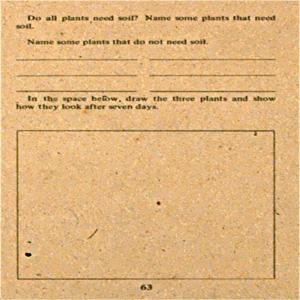 Do all plants need soil? Name some plants that need
soil.
Name some plants that do not need soil.
In the space below, draw the three plants and show
how they look after seven days.
63